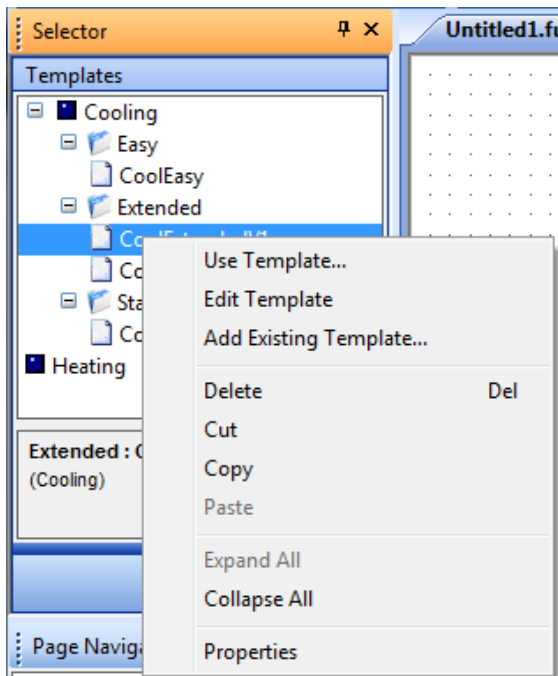 Selector
Untitled1.fu
Templates
Cooling
Easy
CoolEasy
Extended
Use Template...
Edit Template
Add Existing Template...
Heating
Delete Del
Cut
Extended :
(Cooling)
Copy
Paste
Expand All
Collapse All
Page Naviga
Properties